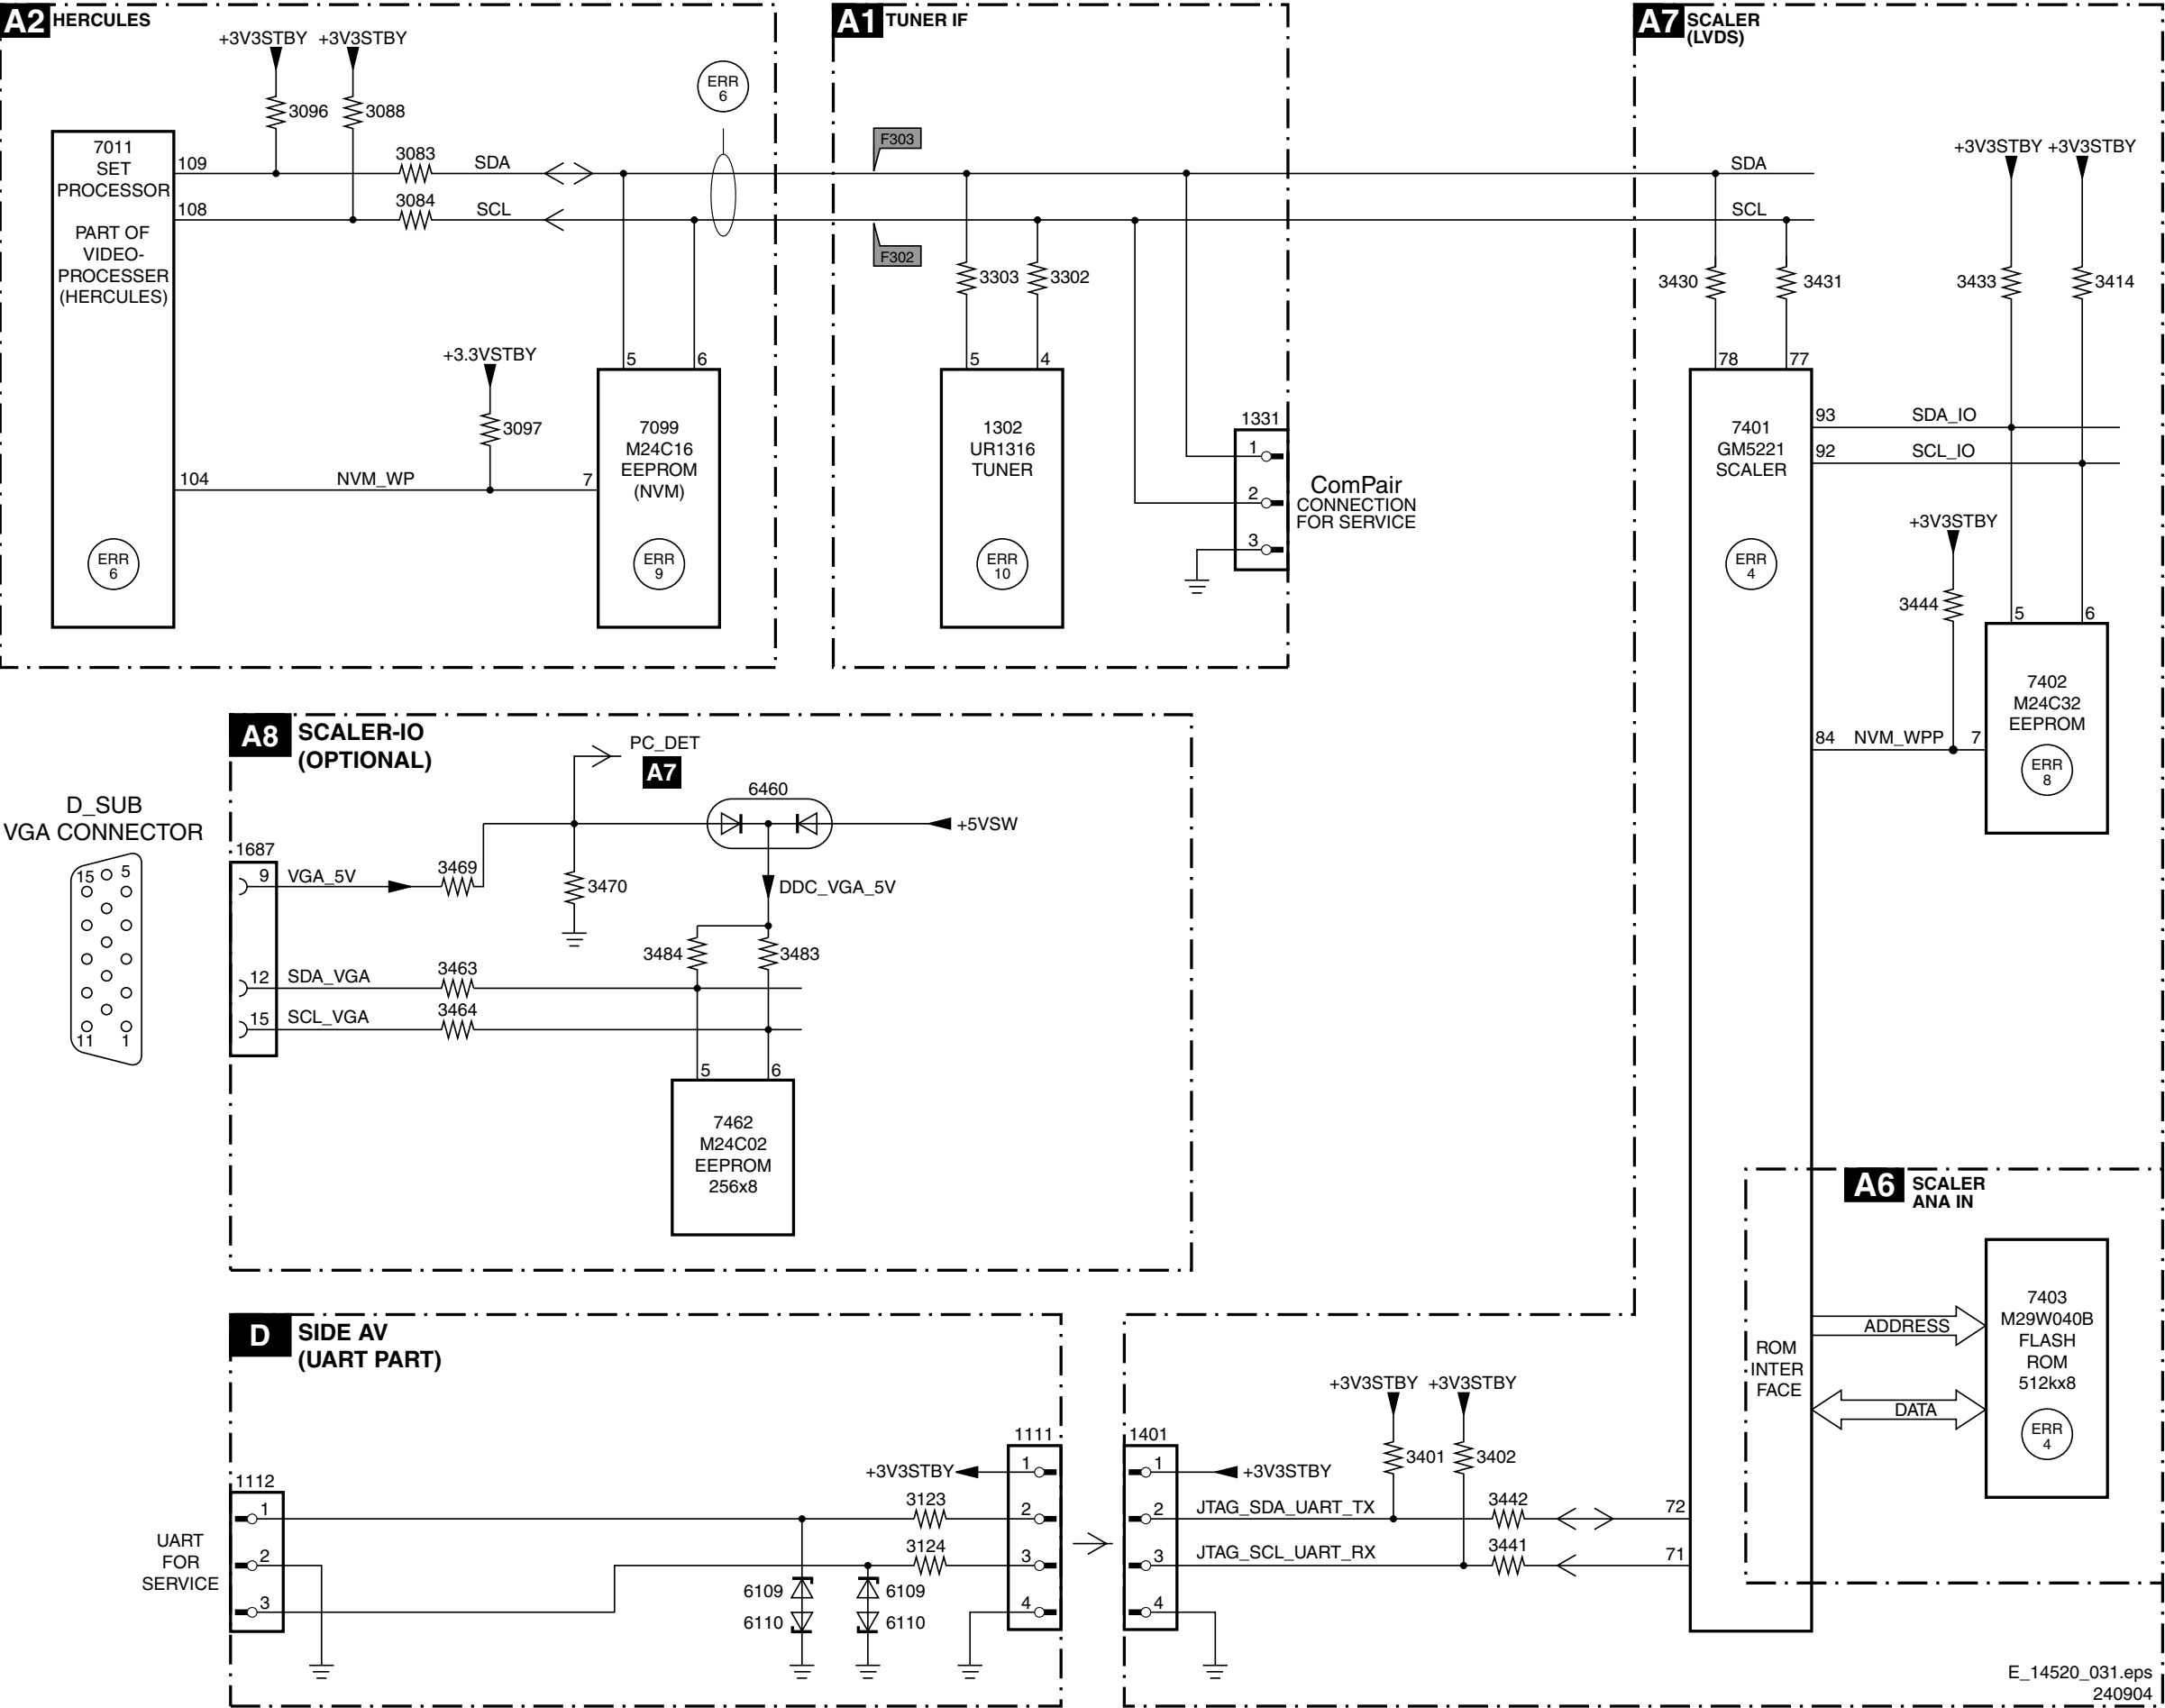 A2 HERCULES
+3V3STBY +3V3STBY
3096 3088
7011
SET
PROCESSOR
PART OF
VIDEO-
PROCESSER
(HERCULES)
109
3083
SDA
108
3084
SCL
ERR
6
+3.3VSTBY
3097
104
NVM_WP
7
5 6
7099
M24C16
EEPROM
(NVM)
ERR
6
ERR
9
A1 TUNER IF
F303
F302
3303 3302
5 4
1302
UR1316
TUNER
ERR
10
1331
1
2
3
ComPair
CONNECTION
FOR SERVICE
A7 SCALER
(LVDS)
SDA
SCL
+3V3STBY +3V3STBY
3430 3431
3433 3414
78 77
7401
GM5221
SCALER
ERR
4
93 SDA_IO
92 SCL_IO
+3V3STBY
3444
5 6
84 NVM_WPP 7
7402
M24C32
EEPROM
ERR
8
A8 SCALER-IO
(OPTIONAL)
PC_DET
A7
6460
+5VSW
D_SUB
VGA CONNECTOR
15 5
11 1
1687
9 VGA_5V
3469
3470
DDC_VGA_5V
3484 3483
12 SDA_VGA
3463
15 SCL_VGA
3464
5 6
7462
M24C02
EEPROM
256x8
A6 SCALER
ANA IN
ROM
INTER
FACE
ADDRESS
DATA
7403
M29W040B
FLASH
ROM
512kx8
ERR
4
D SIDE AV
(UART PART)
UART
FOR
SERVICE
1112
1
2
3
3123
3124
6109 6109
6110 6110
1111
+3V3STBY 1
2
3
4
1401
1 +3V3STBY
2 JTAG_SDA_UART_TX
3 JTAG_SCL_UART_RX
4
+3V3STBY +3V3STBY
3401 3402
3442
72
3441
71
E_14520_031.eps
240904